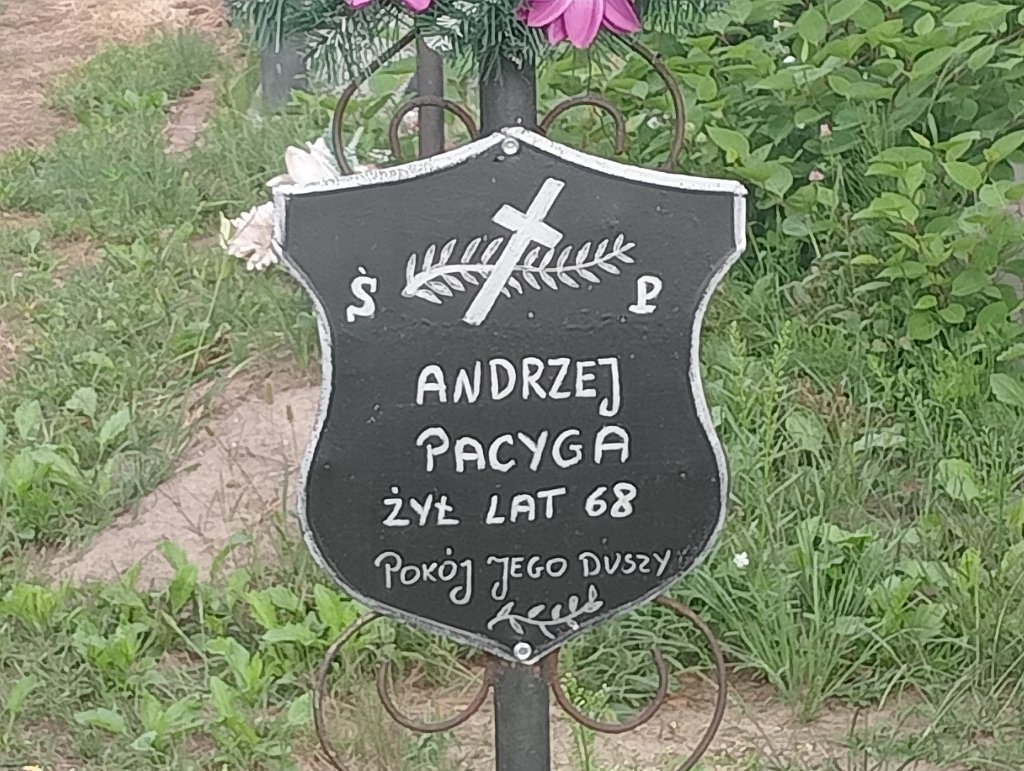 Ś P
ANDRZEJ
PACYGA
ŻYŁ LAT 68
POKÓJ JEGO DUSZY